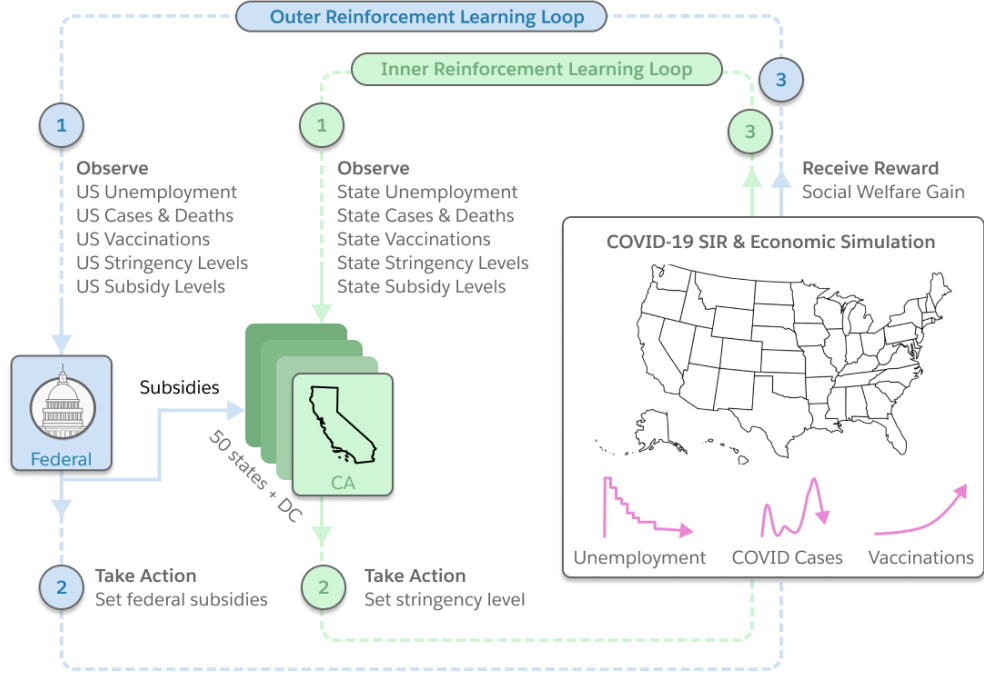 Outer Reinforcement Learning Loop
Inner Reinforcement Learning Loop
1
Observe
US Unemployment
US Cases & Deaths
US Vaccinations
US Stringency Levels
US Subsidy Levels
1
Observe
State Unemployment
State Cases & Deaths
State Vaccinations
State Stringency Levels
State Subsidy Levels
3
3
Receive Reward
Social Welfare Gain
COVID-19 SIR & Economic Simulation
Unemployment
COVID Cases
Vaccinations
Federal
Subsidies
50 states + DC
CA
2
Take Action
Set federal subsidies
2
Take Action
Set stringency level